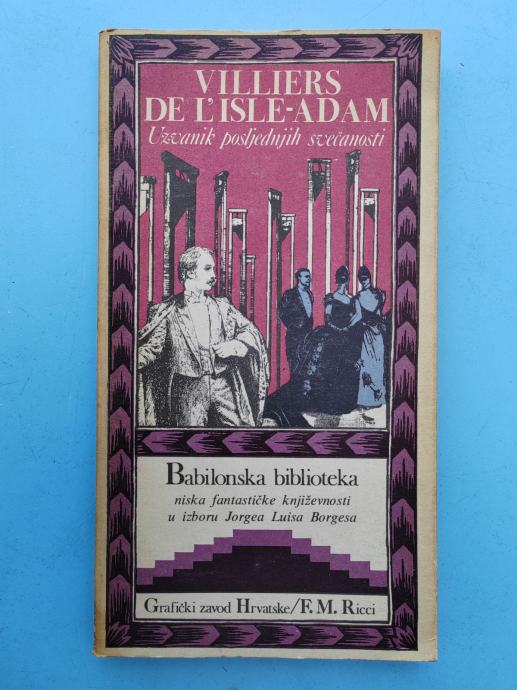 VILLIERS
DE L'ISLE-ADAM
Uzvanik posljednjih svečanosti
Babilonska biblioteka
niska fantastičke književnosti
u izboru Jorgea Luisa Borgesa
Grafički zavod Hrvatske/F. M. Ricci